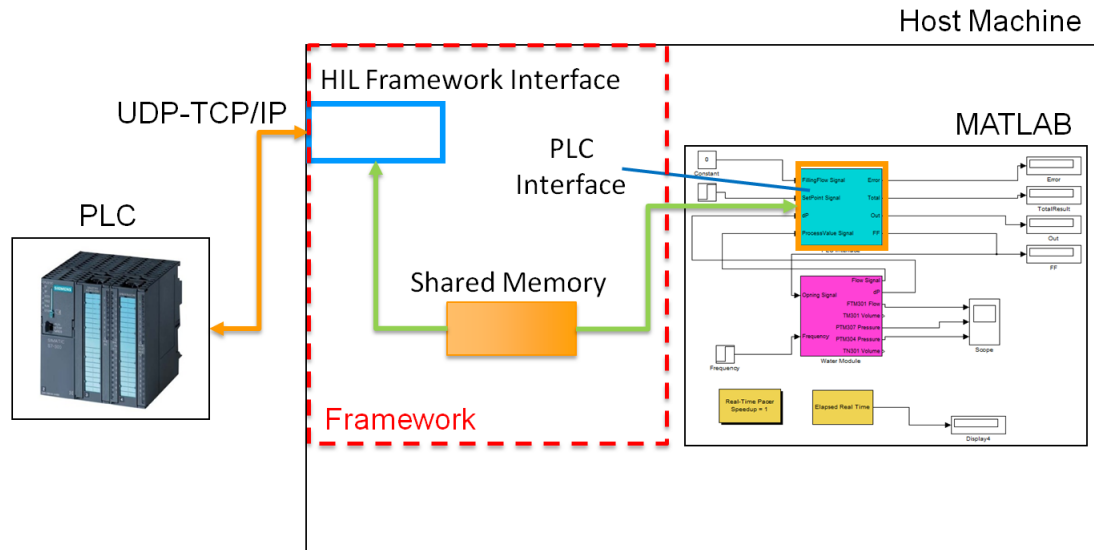 Host Machine
HIL Framework Interface
UDP-TCP/IP
MATLAB
PLC
Interface
PLC
Shared Memory
Framework
0
Constant
FillingFlow Signal
SetPoint Signal
dP
ProcessValue Signal
Error
Total
Out
FF
Error
TotalResult
Out
FF
Opning Signal
Frequency
Flow Signal
dP
FTM301 Flow
TM301 Volume
PTM307 Pressure
PTM304 Pressure
TN301 Volume
Water Module
Scope
Frequency
Real-Time Pacer
Speedup = 1
Elapsed Real Time
Display4
SIEMENS